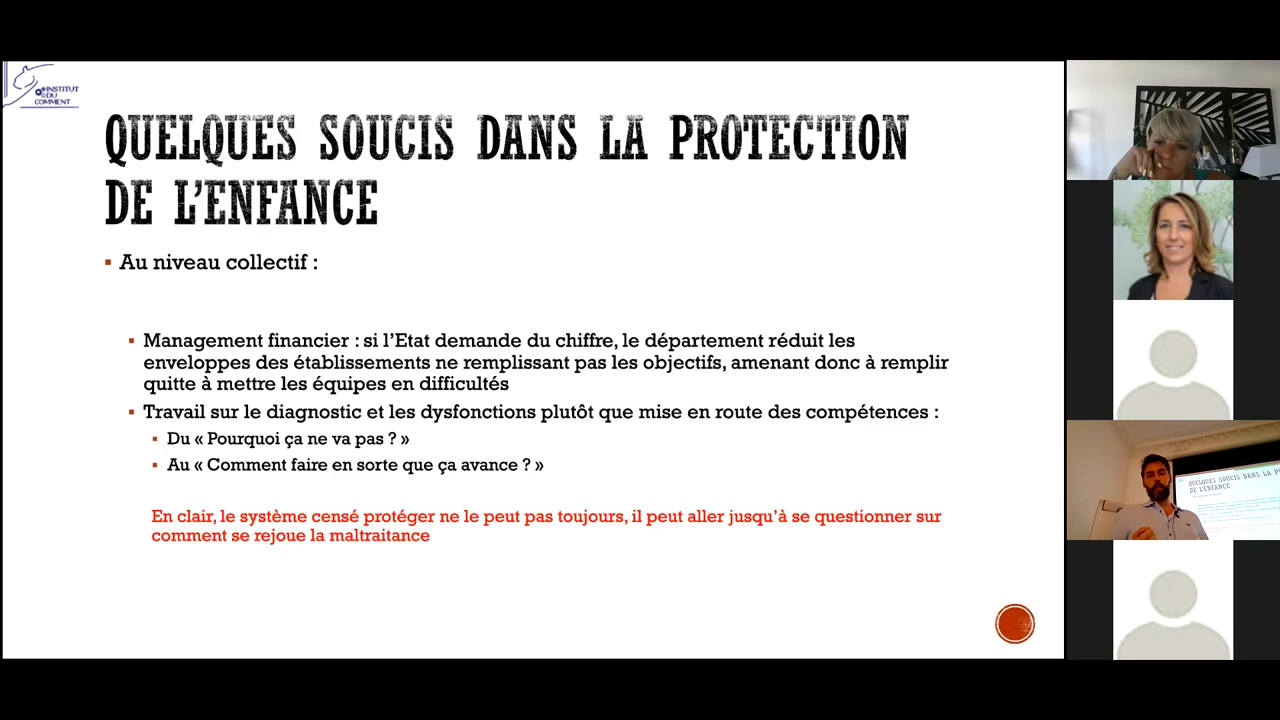 INSTITUT
DU
COMMENT
QUELQUES SOUCIS DANS LA PROTECTION
DE L'ENFANCE
Au niveau collectif :
Management financier : si l'Etat demande du chiffre, le département réduit les
enveloppes des établissements ne remplissant pas les objectifs, amenant donc à remplir
quitte à mettre les équipes en difficultés
Travail sur le diagnostic et les dysfonctions plutôt que mise en route des compétences :
Du « Pourquoi ça ne va pas ? »
Au « Comment faire en sorte que ça avance ? »
En clair, le système censé protéger ne le peut pas toujours, il peut aller jusqu'à se questionner sur
comment se rejoue la maltraitance
QUELQUES SOUCIS DANS LA
DE L'ENFANCE